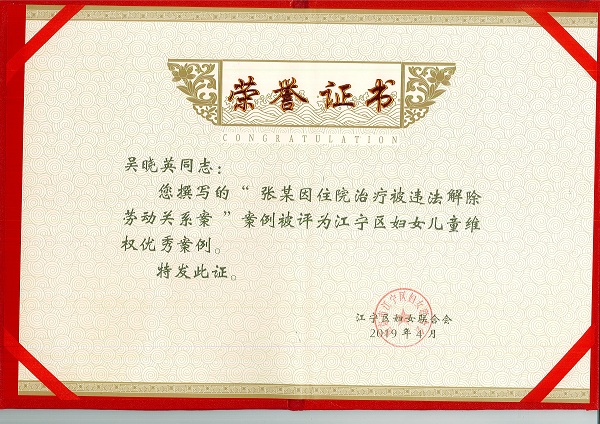 荣誉证书
CONGRATULATION
吴晓英同志：
您撰写的“张某因住院治疗被违法解除
劳动关系案”案例被评为江宁区妇女儿童维
权优秀案例。
特发此证。
江宁区妇女联合会
2019年4月